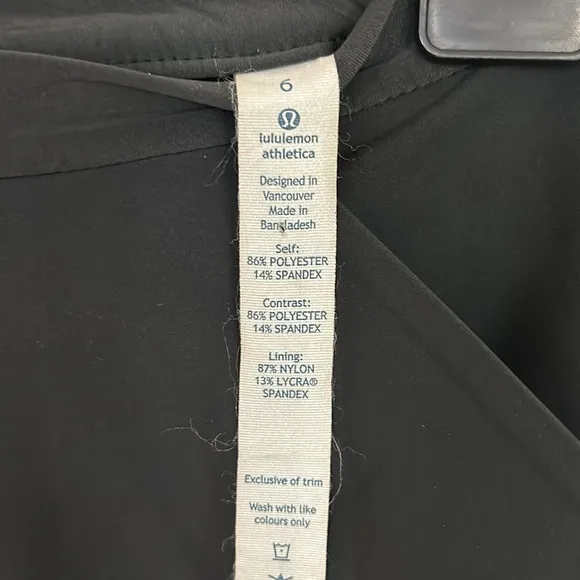 6
lululemon
athletica
Designed in
Vancouver
Made in
Bangladesh
Self:
86% POLYESTER
14% SPANDEX
Contrast:
86% POLYESTER
14% SPANDEX
Lining:
87% NYLON
13% LYCRA®
SPANDEX
Exclusive of trim
Wash with like
colours only